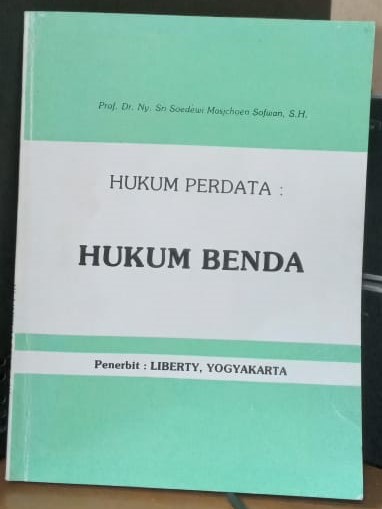 Prof. Dr. Ny. Sri Soedewi Masjchoen Sofwan, S.H.
HUKUM PERDATA :
HUKUM BENDA
Penerbit : LIBERTY, YOGYAKARTA